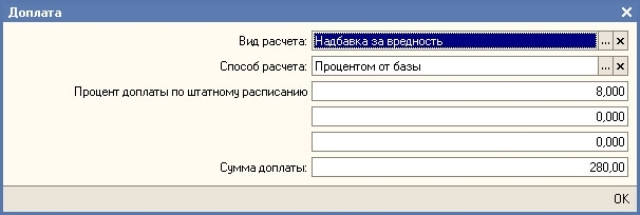 Доплата
Вид расчета: Надбавка за вредность ... ×
Способ расчета: Процентом от базы ... ×
Процент доплаты по штатному расписанию 8,000
0,000
0,000
Сумма доплаты: 280,00
OK